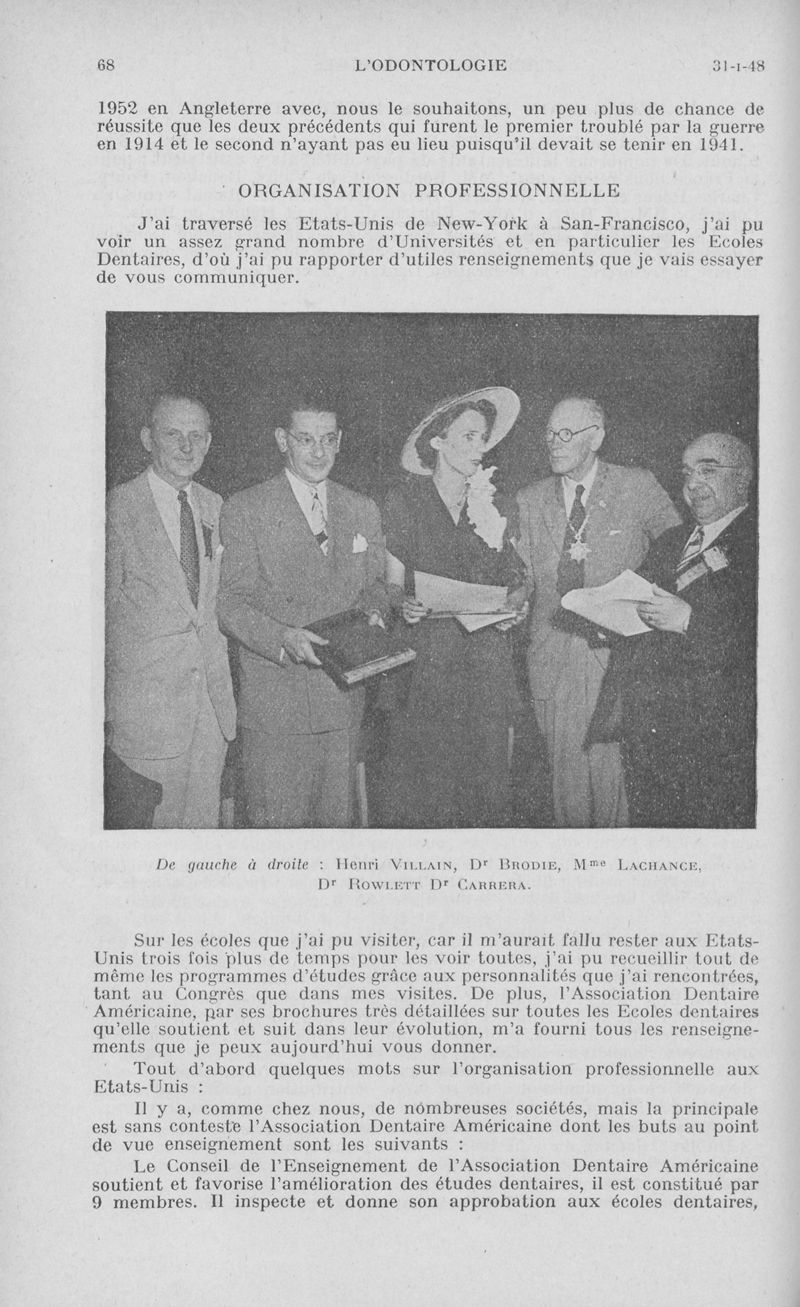 68 L'ODONTOLOGIE 31-I-48
1952 en Angleterre avec, nous le souhaitons, un peu plus de chance de
réussite que les deux précédents qui furent le premier troublé par la guerre
en 1914 et le second n'ayant pas eu lieu puisqu'il devait se tenir en 1941.
ORGANISATION PROFESSIONNELLE
J'ai traversé les Etats-Unis de New-York à San-Francisco, j'ai pu
voir un assez grand nombre d'Universités et en particulier les Ecoles
Dentaires, d'où j'ai pu rapporter d'utiles renseignements que je vais essayer
de vous communiquer.
De gauche à droite : Henri VILLAIN, Dr BRODIE, Mme LACHANCE,
Dr ROWLETT Dr CARRERA.
Sur les écoles que j'ai pu visiter, car il m'aurait fallu rester aux Etats-
Unis trois fois plus de temps pour les voir toutes, j'ai pu recueillir tout de
même les programmes d'études grâce aux personnalités que j'ai rencontrées,
tant au Congrès que dans mes visites. De plus, l'Association Dentaire
Américaine, par ses brochures très détaillées sur toutes les Ecoles dentaires
qu'elle soutient et suit dans leur évolution, m'a fourni tous les renseigne-
ments que je peux aujourd'hui vous donner.
Tout d'abord quelques mots sur l'organisation professionnelle aux
Etats-Unis :
Il y a, comme chez nous, de nombreuses sociétés, mais la principale
est sans conteste l'Association Dentaire Américaine dont les buts au point
de vue enseignement sont les suivants :
Le Conseil de l'Enseignement de l'Association Dentaire Américaine
soutient et favorise l'amélioration des études dentaires, il est constitué par
9 membres. Il inspecte et donne son approbation aux écoles dentaires,